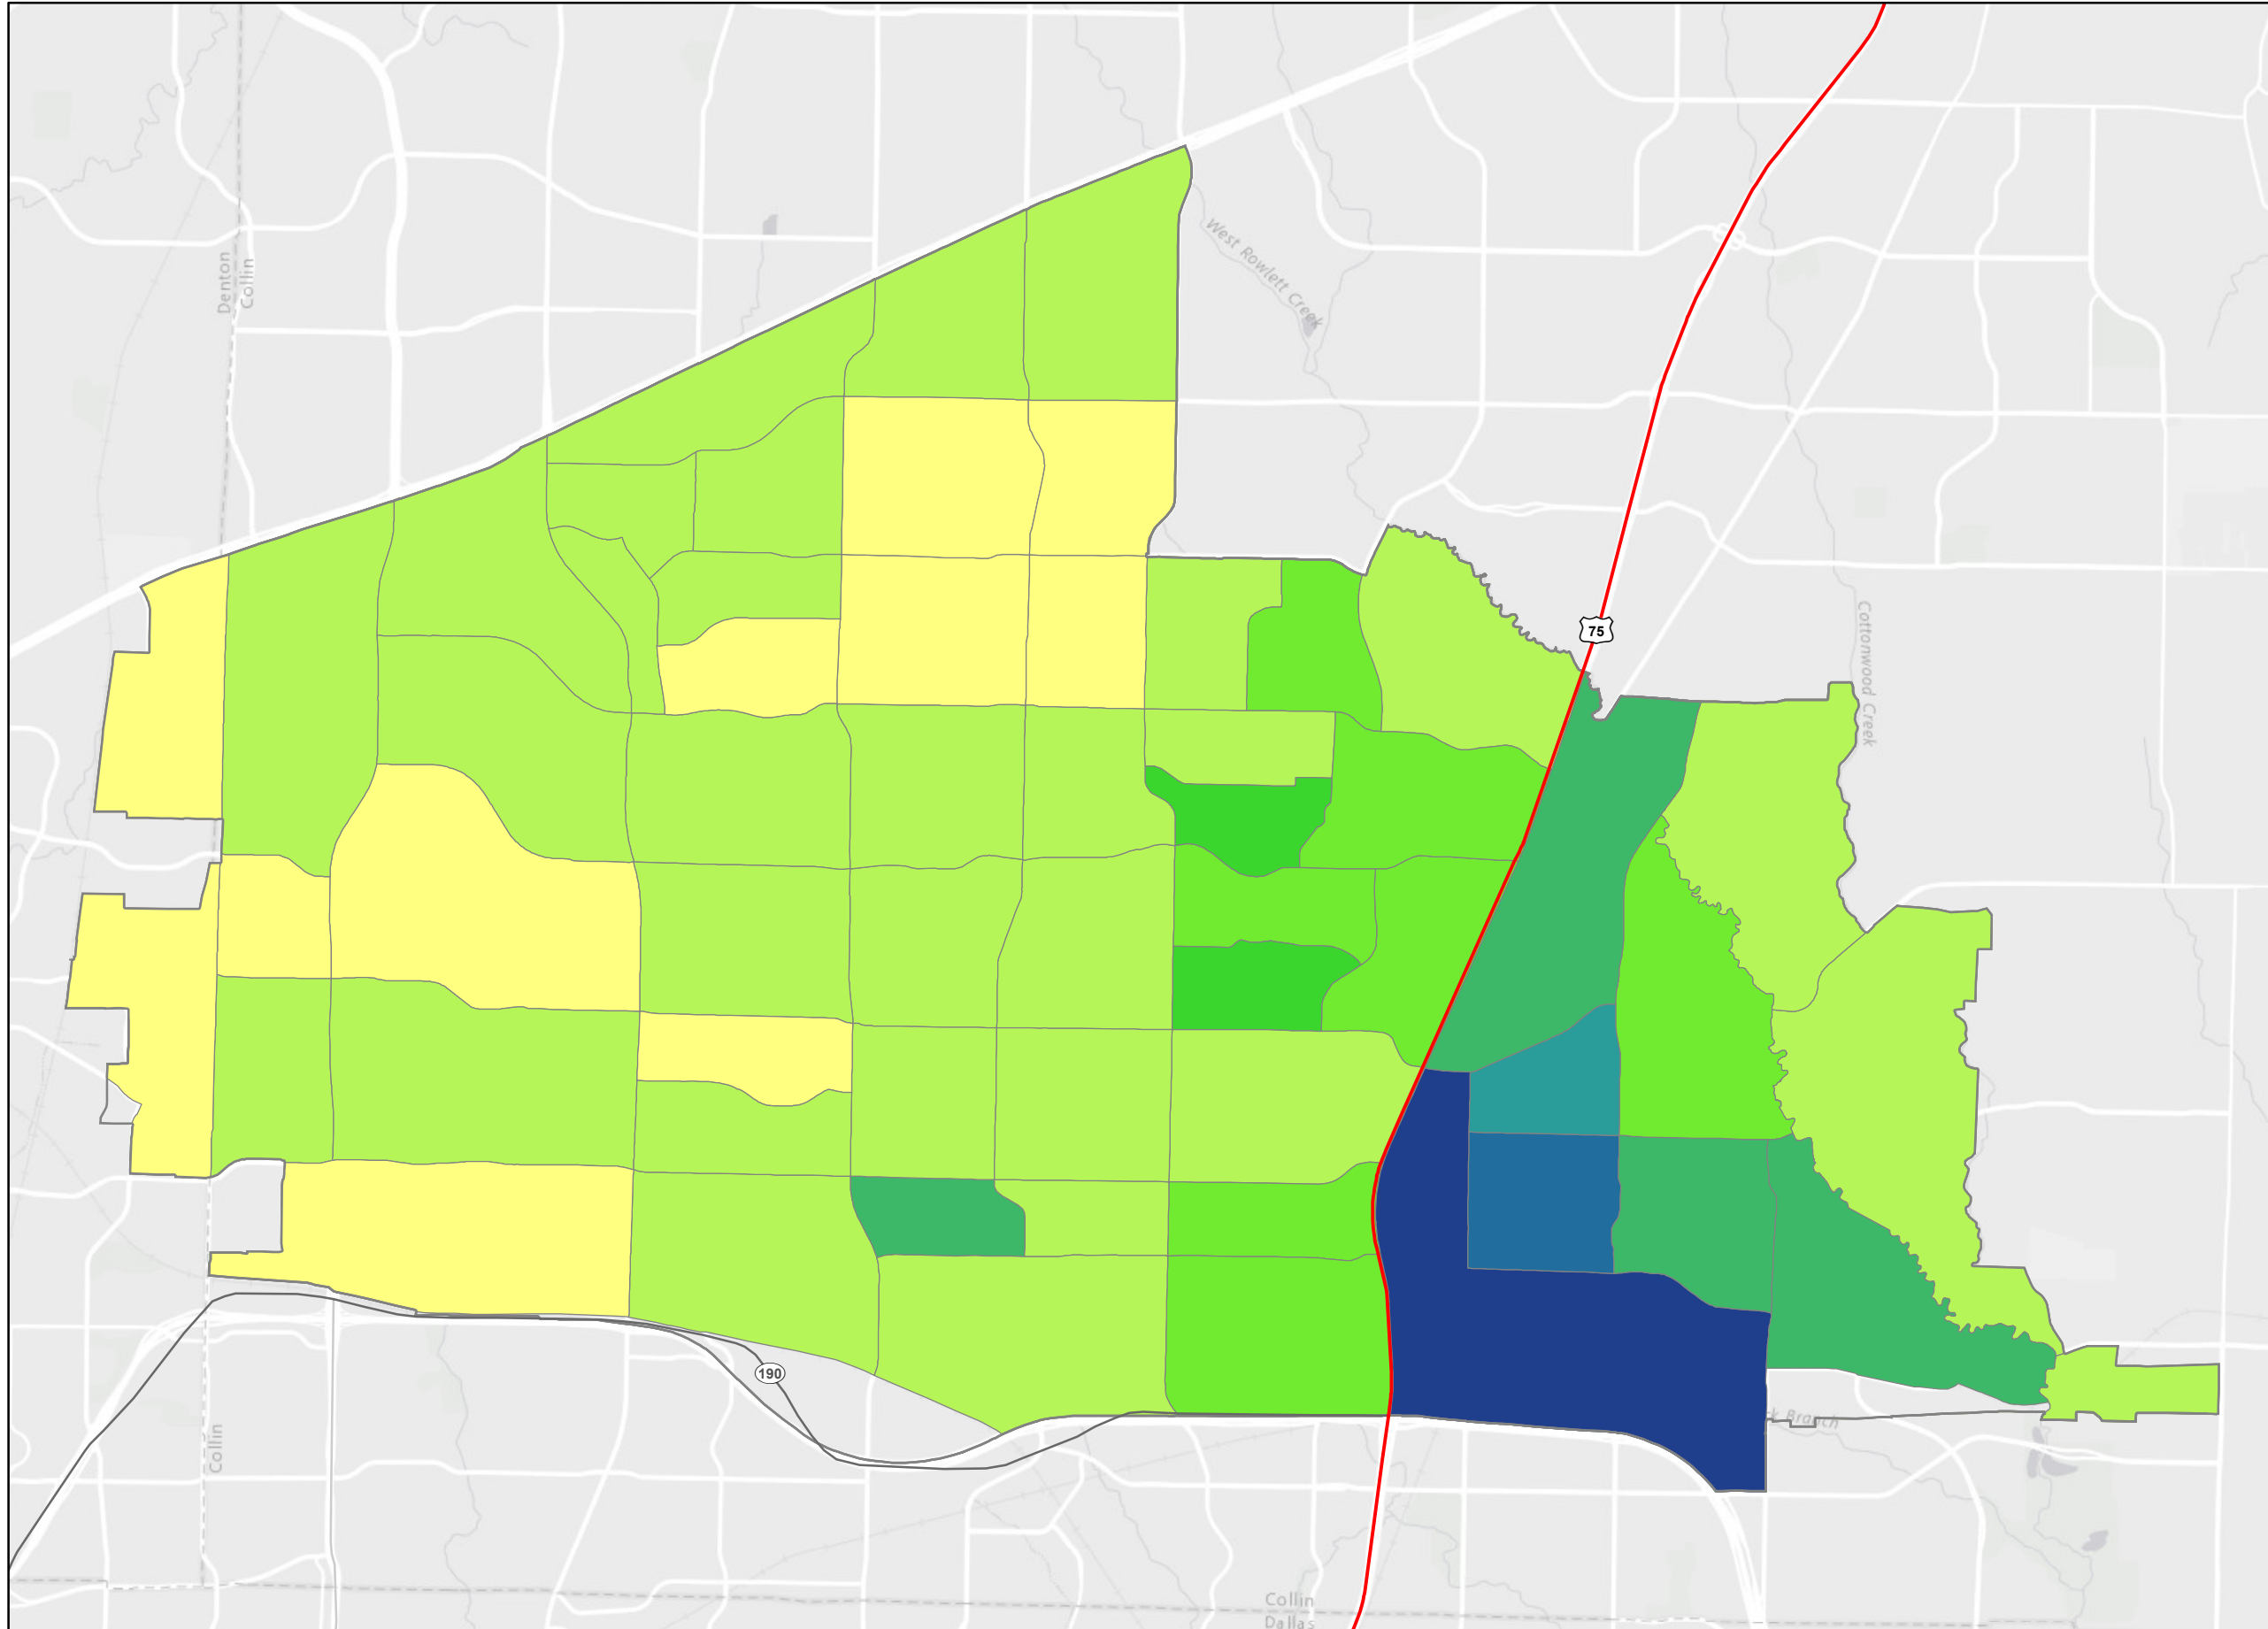 West Rowlett Creek
Denton
Collin
75
Cottonwood Creek
190
Branch
Collin
Collin
Dallas